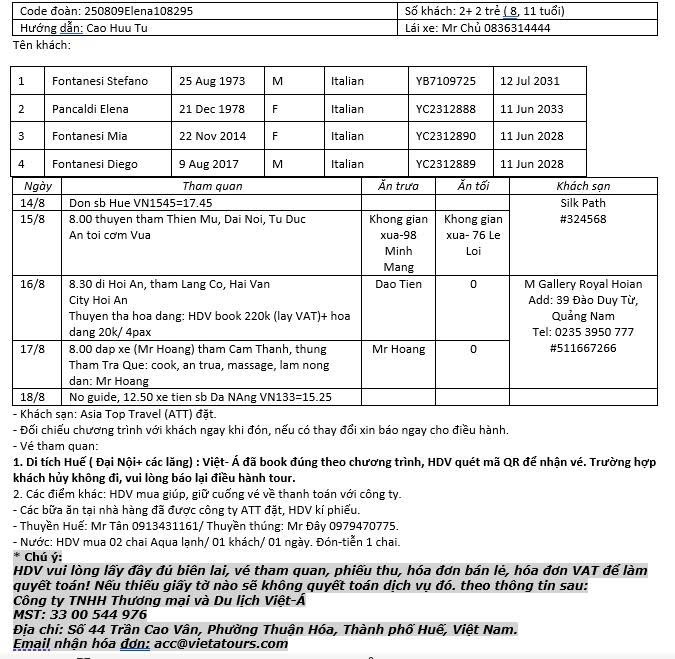 Code đoàn: 250809Elena108295 Số khách: 2+ 2 trẻ ( 8, 11 tuổi)
Hướng dẫn: Cao Huu Tu Lái xe: Mr Chủ 0836314444
Tên khách:
1 Fontanesi Stefano 25 Aug 1973 M Italian YB7109725 12 Jul 2031
2 Pancaldi Elena 21 Dec 1978 F Italian YC2312888 11 Jun 2033
3 Fontanesi Mia 22 Nov 2014 F Italian YC2312890 11 Jun 2028
4 Fontanesi Diego 9 Aug 2017 M Italian YC2312889 11 Jun 2028
Ngày Tham quan Ăn trưa Ăn tối Khách sạn
14/8 Don sb Hue VN1545=17.45 Silk Path
15/8 8.00 thuyen tham Thien Mu, Dai Noi, Tu Duc Khong gian Khong gian #324568
An toi cơm Vua xua-98 xua- 76 Le
Minh Loi
Mang
16/8 8.30 di Hoi An, tham Lang Co, Hai Van Dao Tien 0 M Gallery Royal Hoian
City Hoi An Add: 39 Đào Duy Từ,
Thuyen tha hoa dang: HDV book 220k (lay VAT)+ hoa Quảng Nam
dang 20k/ 4pax Tel: 0235 3950 777
17/8 8.00 dap xe (Mr Hoang) tham Cam Thanh, thung Mr Hoang 0 #511667266
Tham Tra Que: cook, an trua, massage, lam nong
dan: Mr Hoang
18/8 No guide, 12.50 xe tien sb Da NAng VN133=15.25
- Khách sạn: Asia Top Travel (ATT) đặt.
- Đối chiếu chương trình với khách ngay khi đón, nếu có thay đổi xin báo ngay cho điều hành.
- Vé tham quan:
1. Di tích Huế ( Đại Nội+ các lăng) : Việt- Á đã book đúng theo chương trình, HDV quét mã QR để nhận vé. Trường hợp
khách hủy không đi, vui lòng báo lại điều hành tour.
2. Các điểm khác: HDV mua giúp, giữ cuống vé về thanh toán với công ty.
- Các bữa ăn tại nhà hàng đã được công ty ATT đặt, HDV kí phiếu.
- Thuyền Huế: Mr Tân 0913431161/ Thuyền thúng: Mr Đây 0979470775.
- Nước: HDV mua 02 chai Aqua lạnh/ 01 khách/ 01 ngày. Đón-tiễn 1 chai.
* Chú ý:
HDV vui lòng lấy đầy đủ biên lai, vé tham quan, phiếu thu, hóa đơn bán lẻ, hóa đơn VAT để làm
quyết toán! Nếu thiếu giấy tờ nào sẽ không quyết toán dịch vụ đó. theo thông tin sau:
Công ty TNHH Thương mại và Du lịch Việt-Á
MST: 33 00 544 976
Địa chỉ: Số 44 Trần Cao Vân, Phường Thuận Hóa, Thành phố Huế, Việt Nam.
Email nhận hóa đơn: acc@vietatours.com